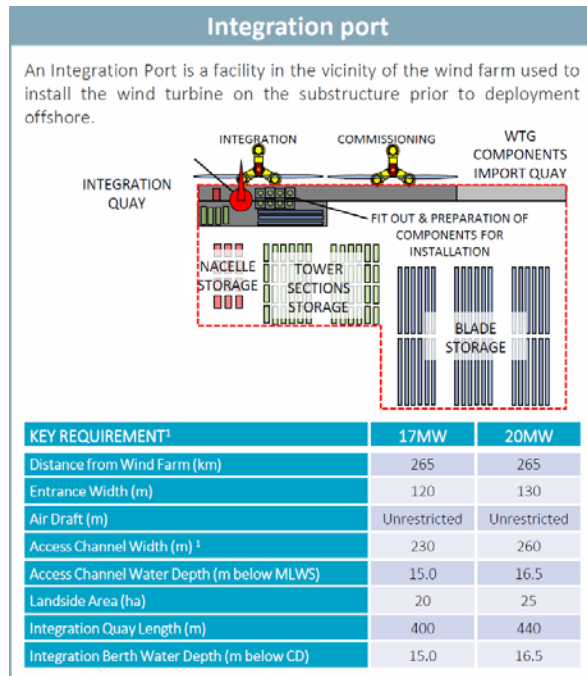 Integration port
An Integration Port is a facility in the vicinity of the wind farm used to
install the wind turbine on the substructure prior to deployment
offshore.
INTEGRATION
COMMISSIONING
WTG
COMPONENTS
IMPORT QUAY
INTEGRATION
QUAY
FIT OUT & PREPARATION OF
COMPONENTS FOR
INSTALLATION
NACELLE
STORAGE
TOWER
SECTIONS
STORAGE
BLADE
STORAGE
KEY REQUIREMENT¹ 17MW 20MW
Distance from Wind Farm (km) 265 265
Entrance Width (m) 120 130
Air Draft (m) Unrestricted Unrestricted
Access Channel Width (m) ¹ 230 260
Access Channel Water Depth (m below MLWS) 15.0 16.5
Landside Area (ha) 20 25
Integration Quay Length (m) 400 440
Integration Berth Water Depth (m below CD) 15.0 16.5